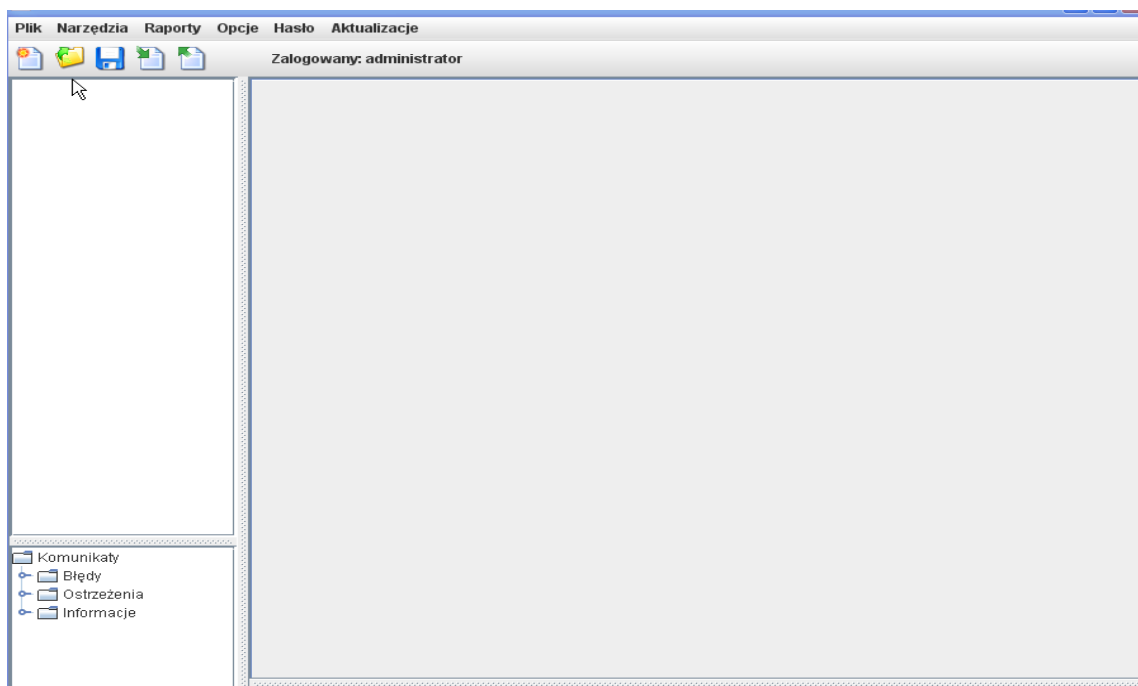 Plik Narzędzia Raporty Opcje Hasło Aktualizacje
Zalogowany: administrator
Komunikaty
Błędy
Ostrzeżenia
Informacje